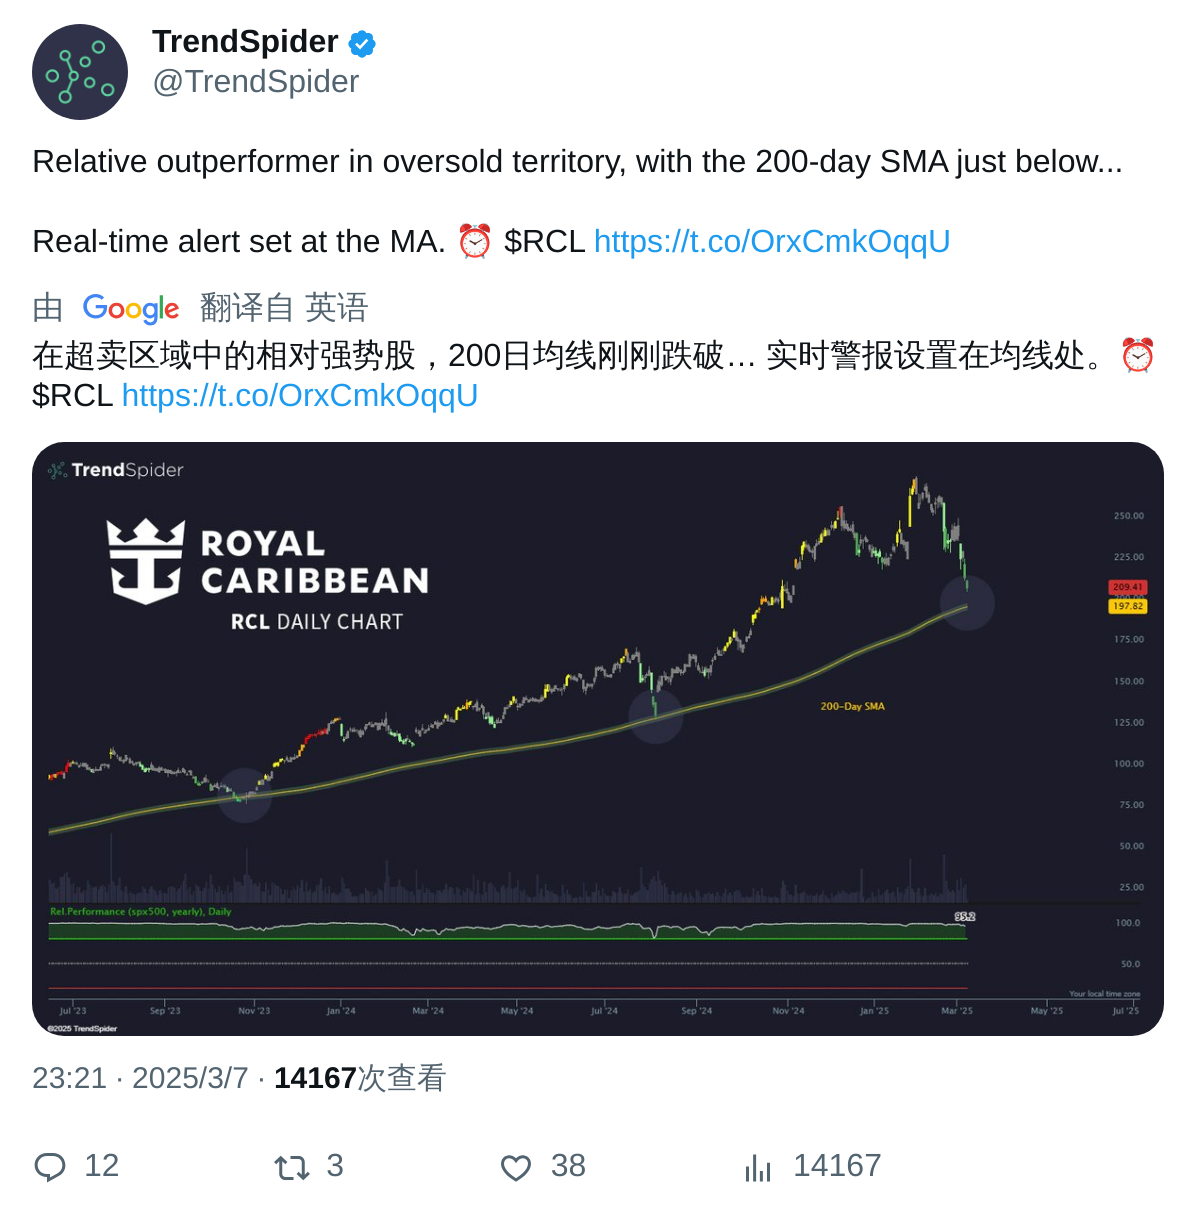 TrendSpider
@TrendSpider
Relative outperformer in oversold territory, with the 200-day SMA just below...
Real-time alert set at the MA. ⏰ $RCL https://t.co/OrxCmkOqqU
由 Google 翻译自 英语
在超卖区域中的相对强势股，200日均线刚刚跌破… 实时警报设置在均线处。⏰
$RCL https://t.co/OrxCmkOqqU
TrendSpider
ROYAL
CARIBBEAN
RCL DAILY CHART
250.00
225.00
209.41
197.82
175.00
150.00
200-Day SMA
125.00
100.00
75.00
50.00
25.00
Rel.Performance (spx500, yearly), Daily
95.2
100.0
50.0
Your local time zone
Jul '23 Sep '23 Nov '23 Jan '24 Mar '24 May '24 Jul '24 Sep '24 Nov '24 Jan '25 Mar '25 May '25 Jul '25
©2025 TrendSpider
23:21 · 2025/3/7 · 14167次查看
12 3 38 14167